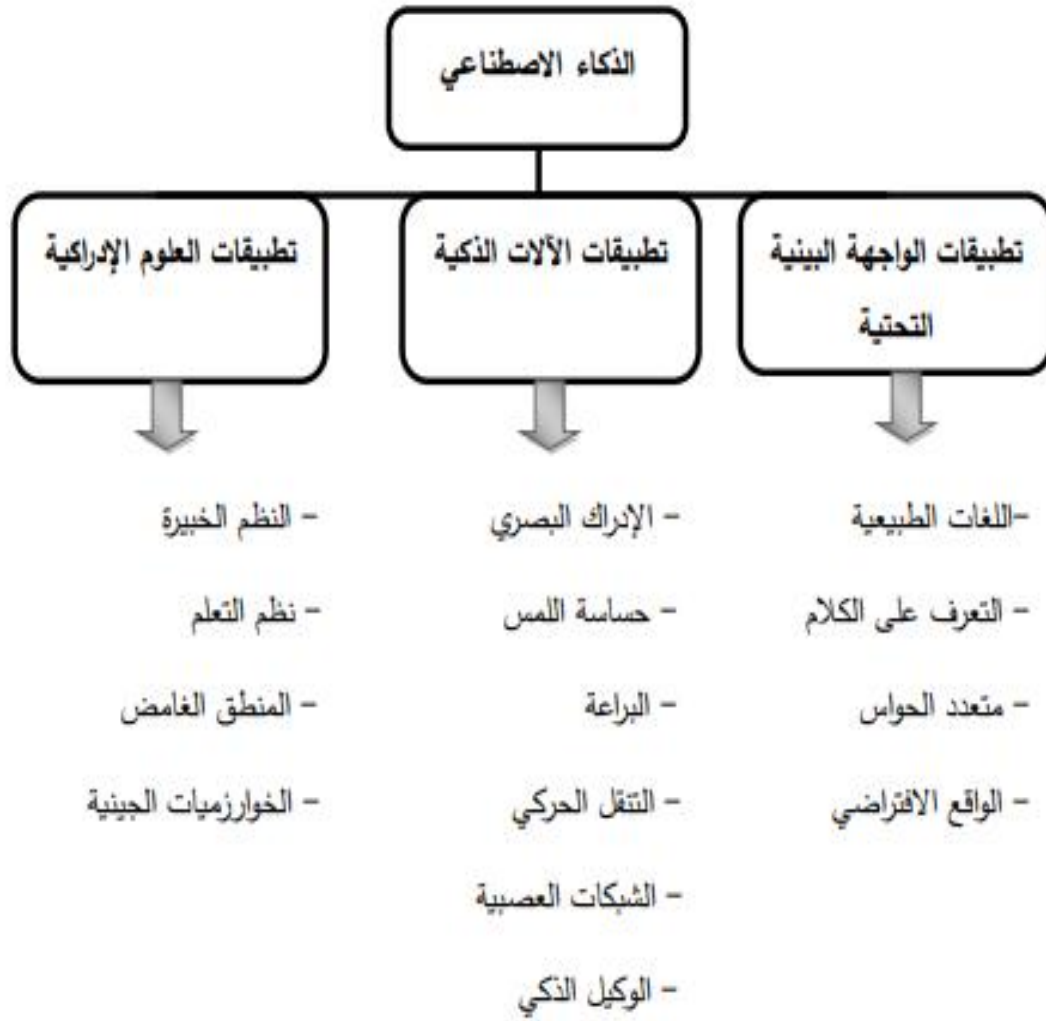 الذكاء الاصطناعي
تطبيقات الواجهة البينية
التحتية
-اللغات الطبيعية
- التعرف على الكلام
- متعدد الحواس
- الواقع الافتراضي
تطبيقات الآلات الذكية
- الإدراك البصري
- حساسة اللمس
- البراعة
- التنقل الحركي
- الشبكات العصبية
- الوكيل الذكي
تطبيقات العلوم الإدراكية
- النظم الخبيرة
- نظم التعلم
- المنطق الغامض
- الخوارزميات الجينية